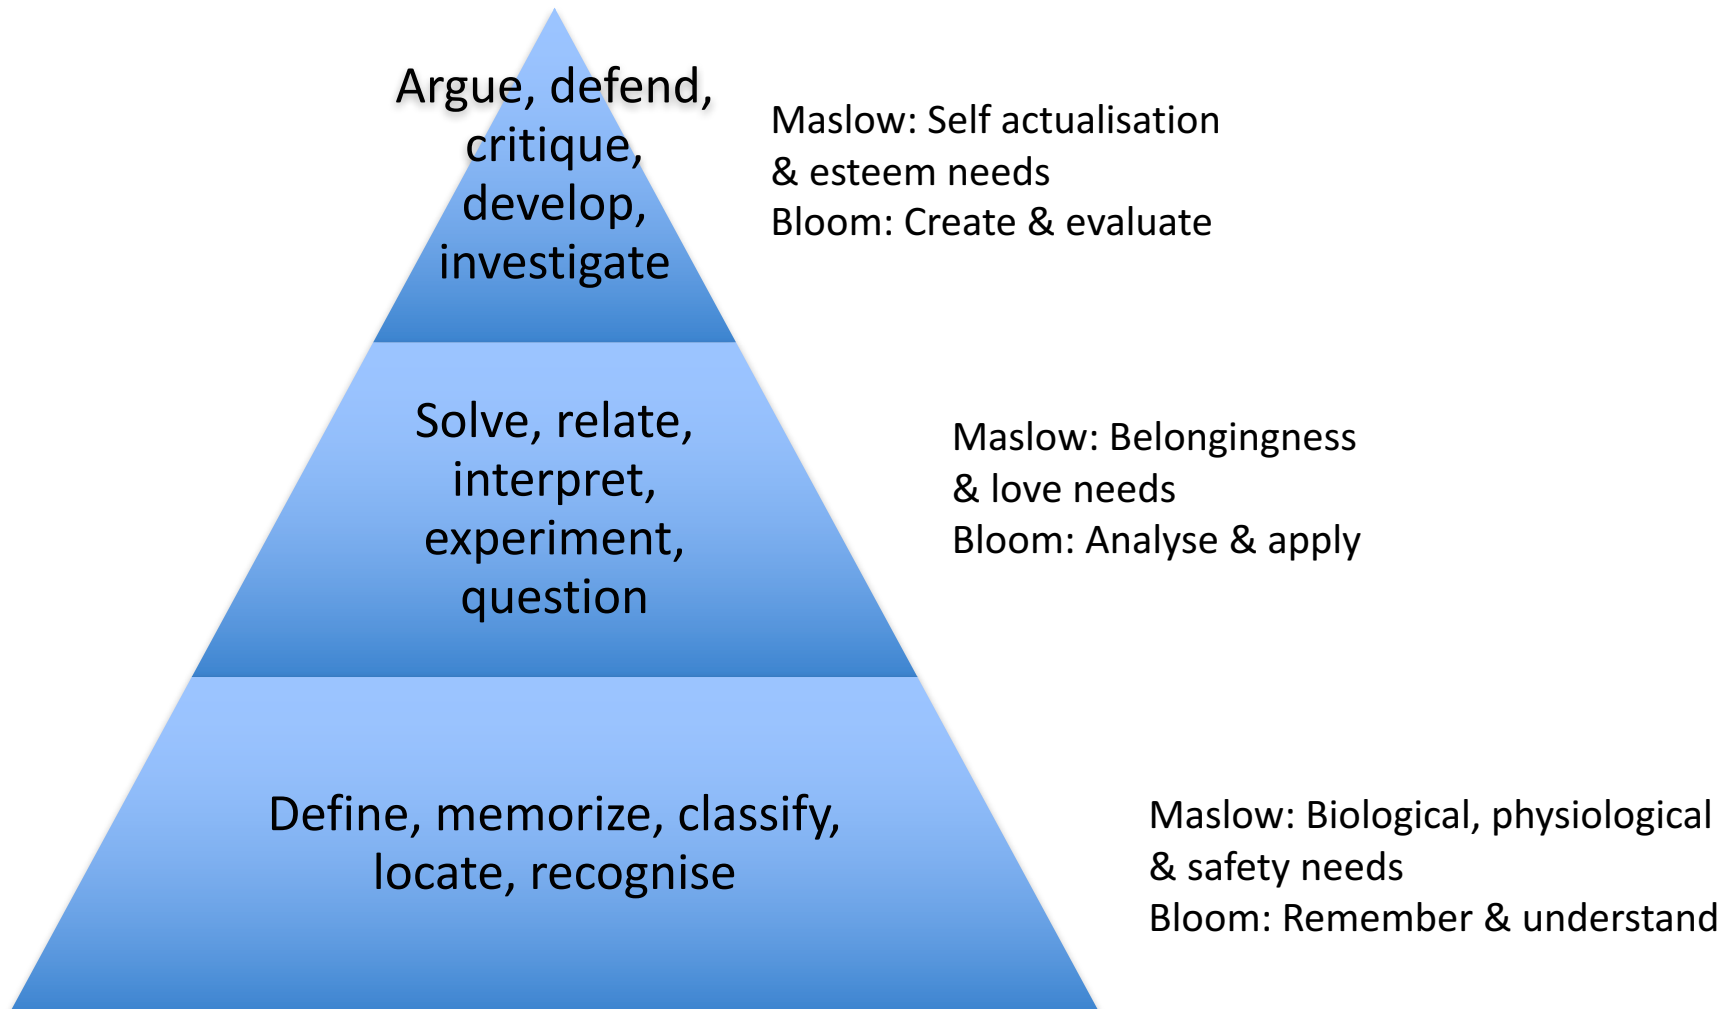 Argue, defend,
critique,
develop,
investigate
Maslow: Self actualisation
& esteem needs
Bloom: Create & evaluate
Solve, relate,
interpret,
experiment,
question
Maslow: Belongingness
& love needs
Bloom: Analyse & apply
Define, memorize, classify,
locate, recognise
Maslow: Biological, physiological
& safety needs
Bloom: Remember & understand